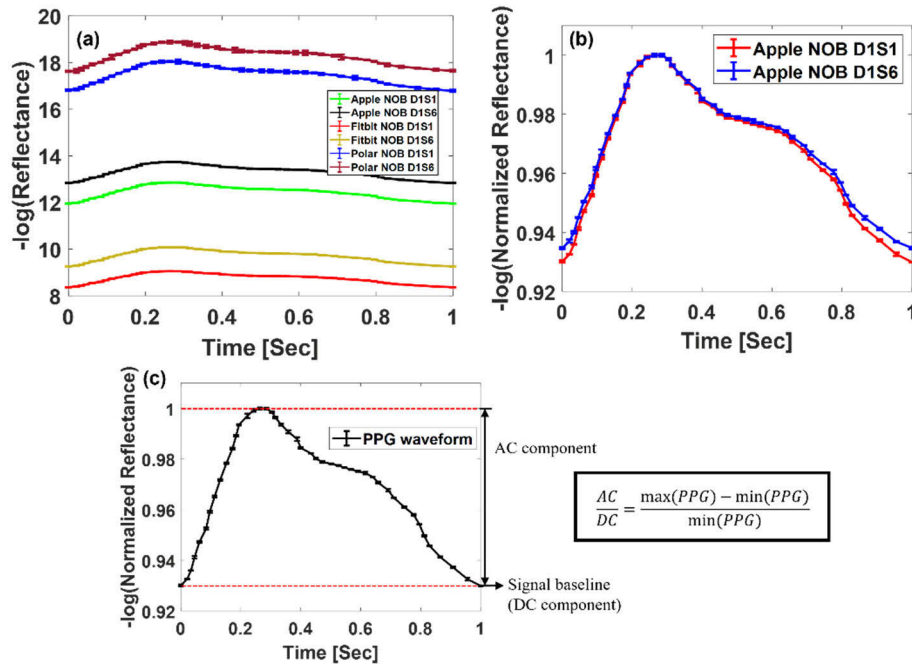 (a)
20
18
16
14
12
10
8
-log(Reflectance)
Apple NOB D1S1
Apple NOB D1S6
Fitbit NOB D1S1
Fitbit NOB D1S6
Polar NOB D1S1
Polar NOB D1S6
0 0.2 0.4 0.6 0.8 1
Time [Sec]
(b)
1
0.98
0.96
0.94
0.92
-log(Normalized Reflectance)
Apple NOB D1S1
Apple NOB D1S6
0 0.2 0.4 0.6 0.8 1
Time [Sec]
(c)
1
0.98
0.96
0.94
0.92
-log(Normalized Reflectance)
PPG waveform
0 0.2 0.4 0.6 0.8 1
Time [Sec]
AC component
Signal baseline
(DC component)
AC/DC = max(PPG) − min(PPG)/min(PPG)